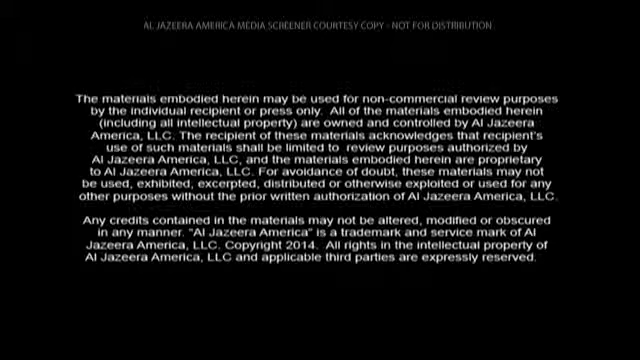 AL JAZEERA AMERICA MEDIA SCREENER COURTESY COPY - NOT FOR DISTRIBUTION
The materials embodied herein may be used for non-commercial review purposes
by the individual recipient or press only. All of the materials embodied herein
(including all intellectual property) are owned and controlled by Al Jazeera
America, LLC. The recipient of these materials acknowledges that recipient's
use of such materials shall be limited to review purposes authorized by
Al Jazeera America, LLC, and the materials embodied herein are proprietary
to Al Jazeera America, LLC. For avoidance of doubt, these materials may not
be used, exhibited, excerpted, distributed or otherwise exploited or used for any
other purposes without the prior written authorization of Al Jazeera America, LLC.
Any credits contained in the materials may not be altered, modified or obscured
in any manner. "Al Jazeera America" is a trademark and service mark of Al
Jazeera America, LLC. Copyright 2014. All rights in the intellectual property of
Al Jazeera America, LLC and applicable third parties are expressly reserved.